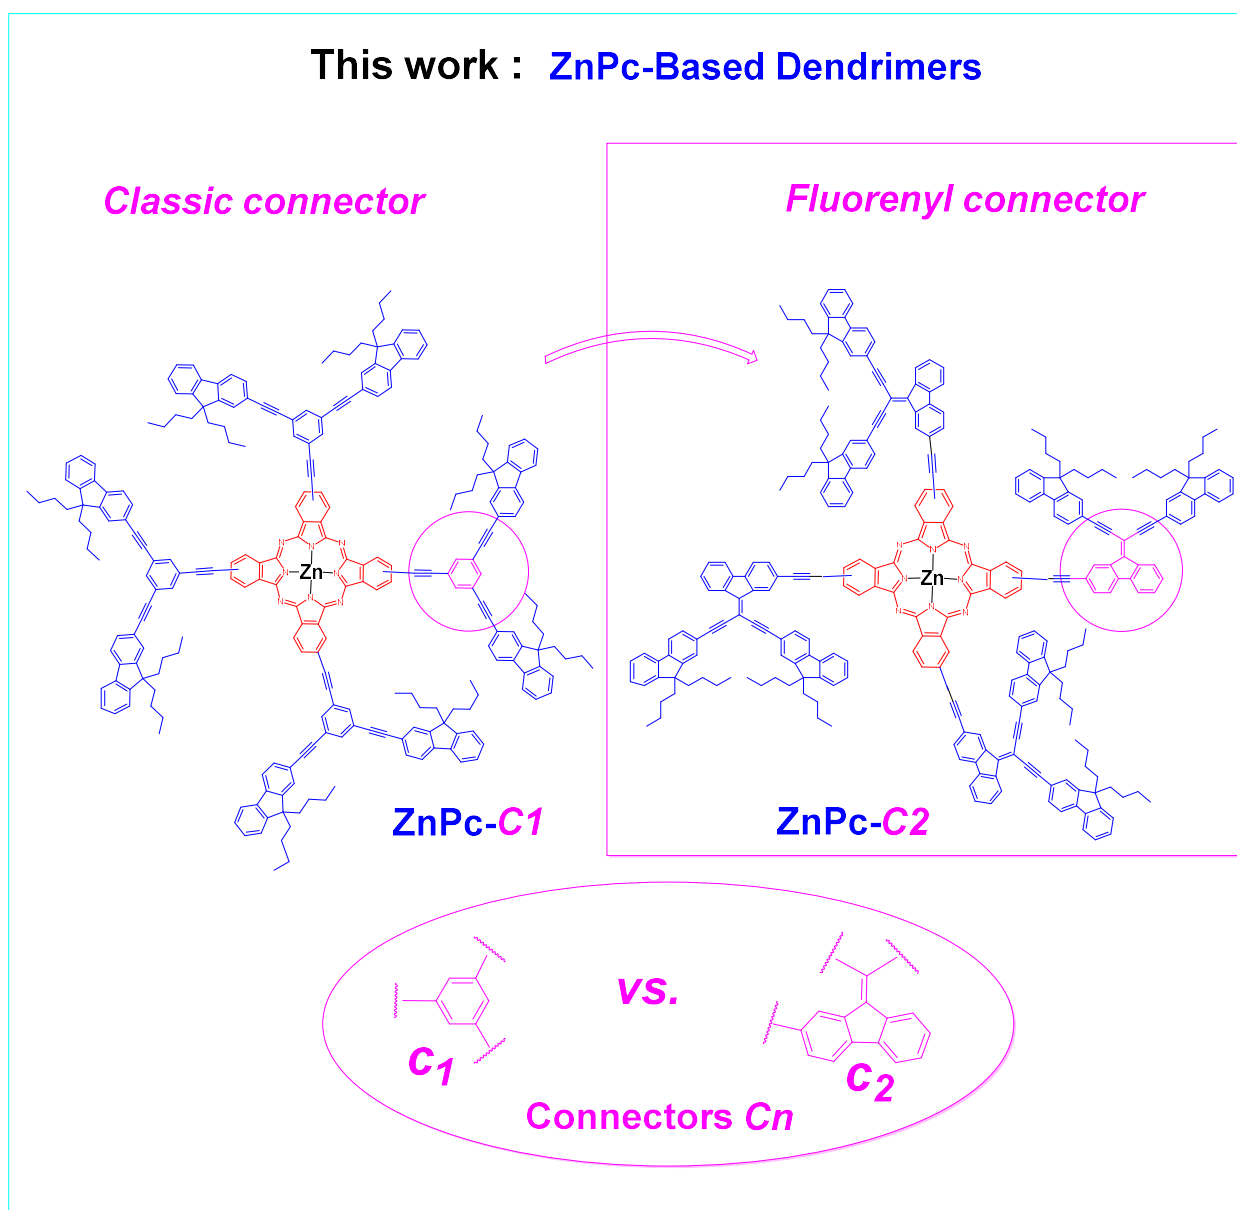 This work : ZnPc-Based Dendrimers
Classic connector
Fluorenyl connector
N
N
N
N
Zn
N
N
N
N
N
N
N
N
Zn
N
N
N
N
ZnPc-C1
ZnPc-C2
vs.
C1
C2
Connectors Cn